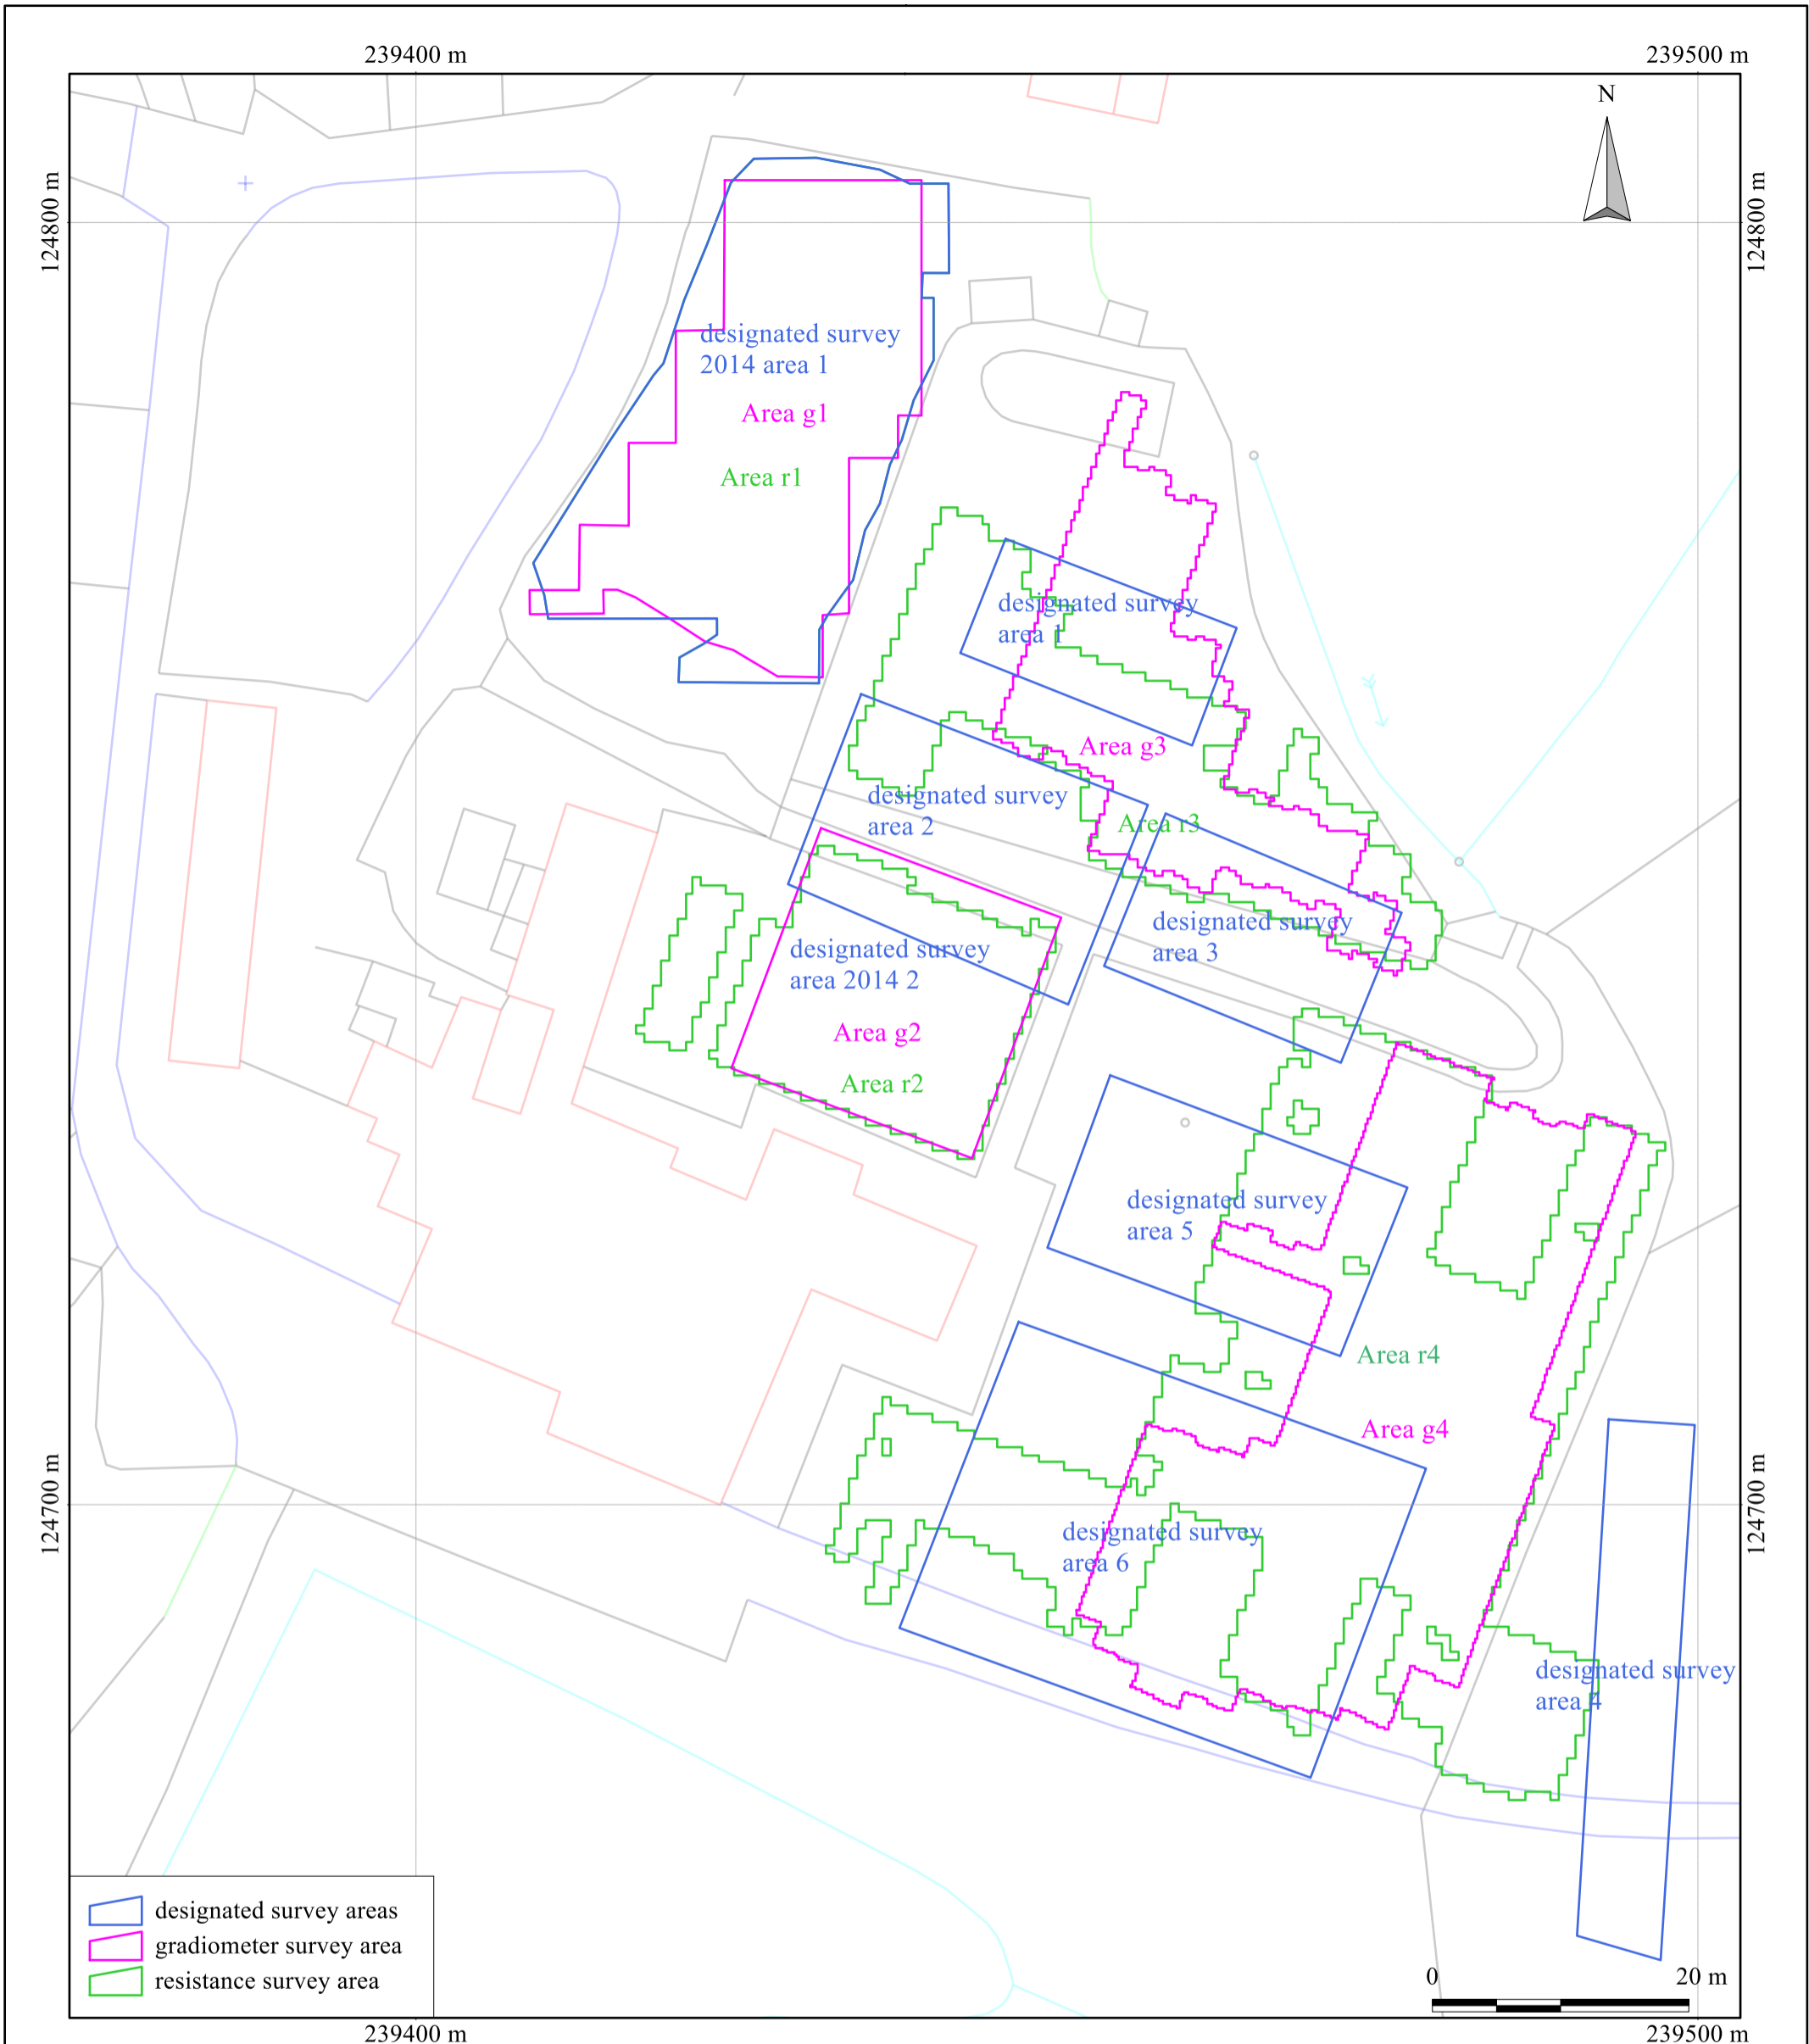 239400 m
239500 m
N
124800 m
124800 m
designated survey
2014 area 1
Area g1
Area r1
designated survey
area 1
Area g3
designated survey
area 2
Area r3
designated survey
area 3
designated survey
area 2014 2
Area g2
Area r2
designated survey
area 5
Area r4
Area g4
124700 m
124700 m
designated survey
area 6
designated survey
area 4
designated survey areas
gradiometer survey area
resistance survey area
0
20 m
239400 m
239500 m